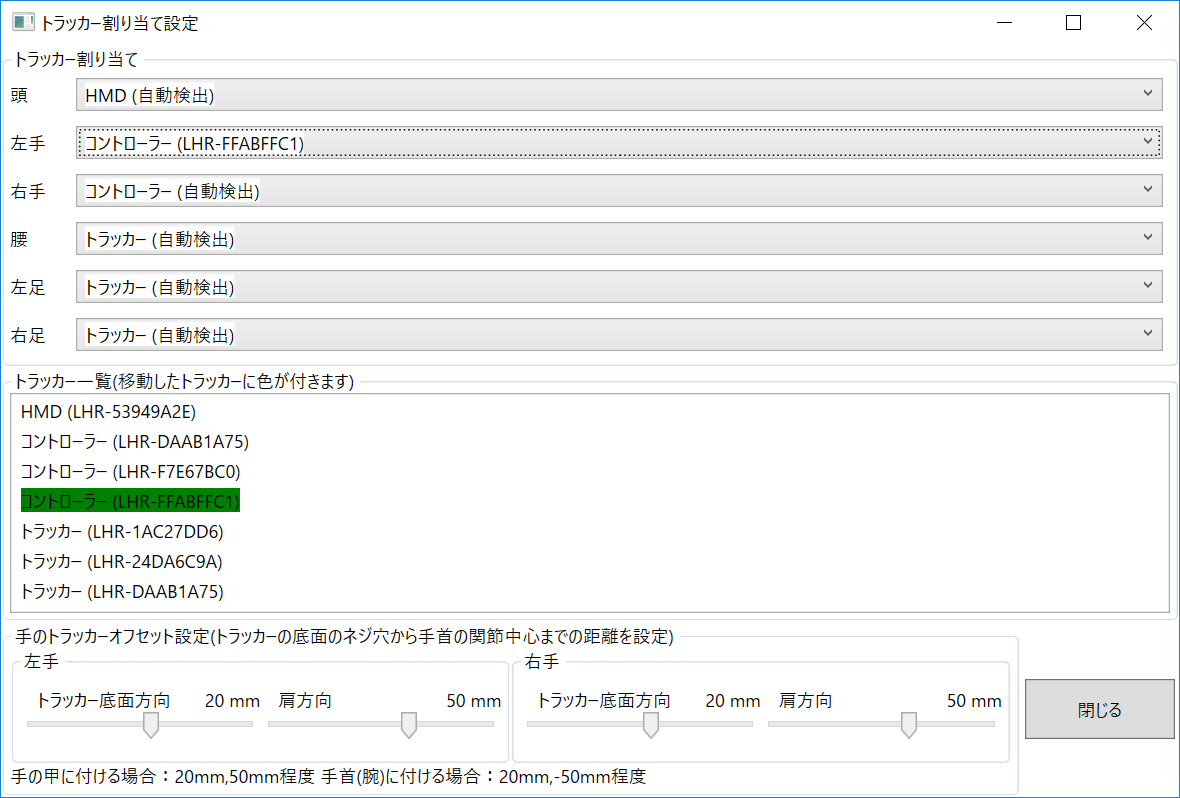 トラッカー割り当て設定
トラッカー割り当て
頭 HMD (自動検出)
左手 コントローラー (LHR-FFABFFC1)
右手 コントローラー (自動検出)
腰 トラッカー (自動検出)
左足 トラッカー (自動検出)
右足 トラッカー (自動検出)
トラッカー一覧(移動したトラッカーに色が付きます)
HMD (LHR-53949A2E)
コントローラー (LHR-DAAB1A75)
コントローラー (LHR-F7E67BC0)
コントローラー (LHR-FFABFFC1)
トラッカー (LHR-1AC27DD6)
トラッカー (LHR-24DA6C9A)
トラッカー (LHR-DAAB1A75)
手のトラッカーオフセット設定(トラッカーの底面のネジ穴から手首の関節中心までの距離を設定)
左手
トラッカー底面方向 20 mm 肩方向 50 mm
右手
トラッカー底面方向 20 mm 肩方向 50 mm
閉じる
手の甲に付ける場合：20mm,50mm程度 手首(腕)に付ける場合：20mm,-50mm程度